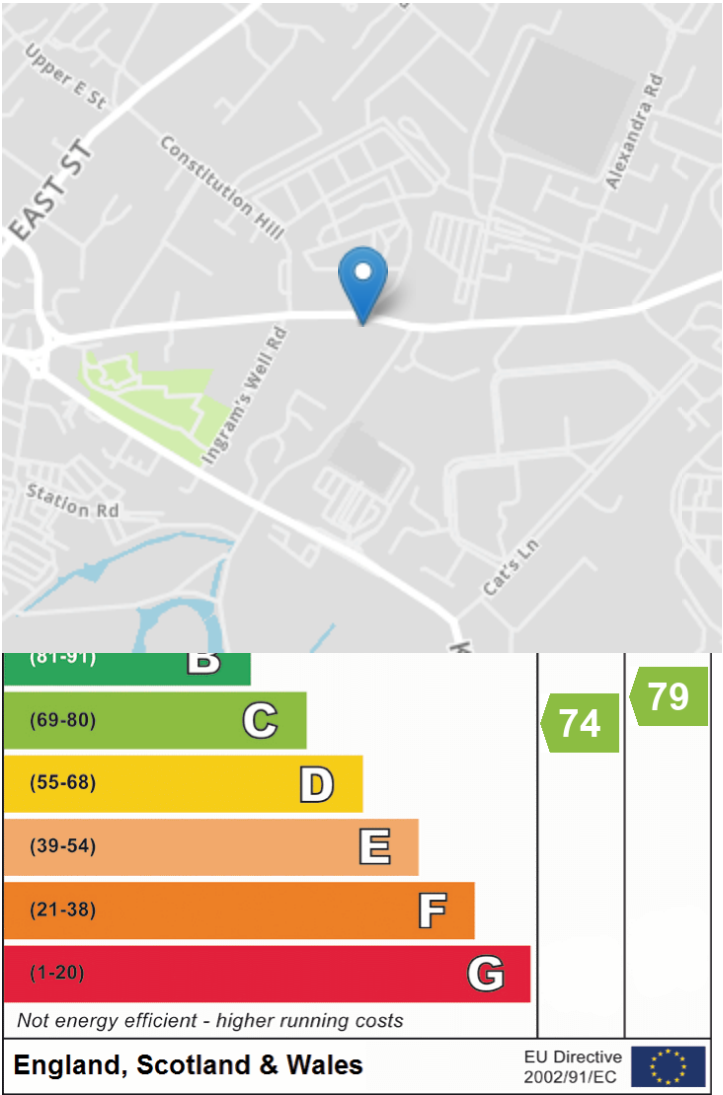 Upper E St
Alexandra Rd
Constitution Hill
EAST ST
Ingram's Well Rd
Station Rd
Cat's Ln
(81-91) B
79
(69-80) C
74
(55-68) D
(39-54) E
(21-38) F
(1-20) G
Not energy efficient - higher running costs
England, Scotland & Wales
EU Directive
2002/91/EC